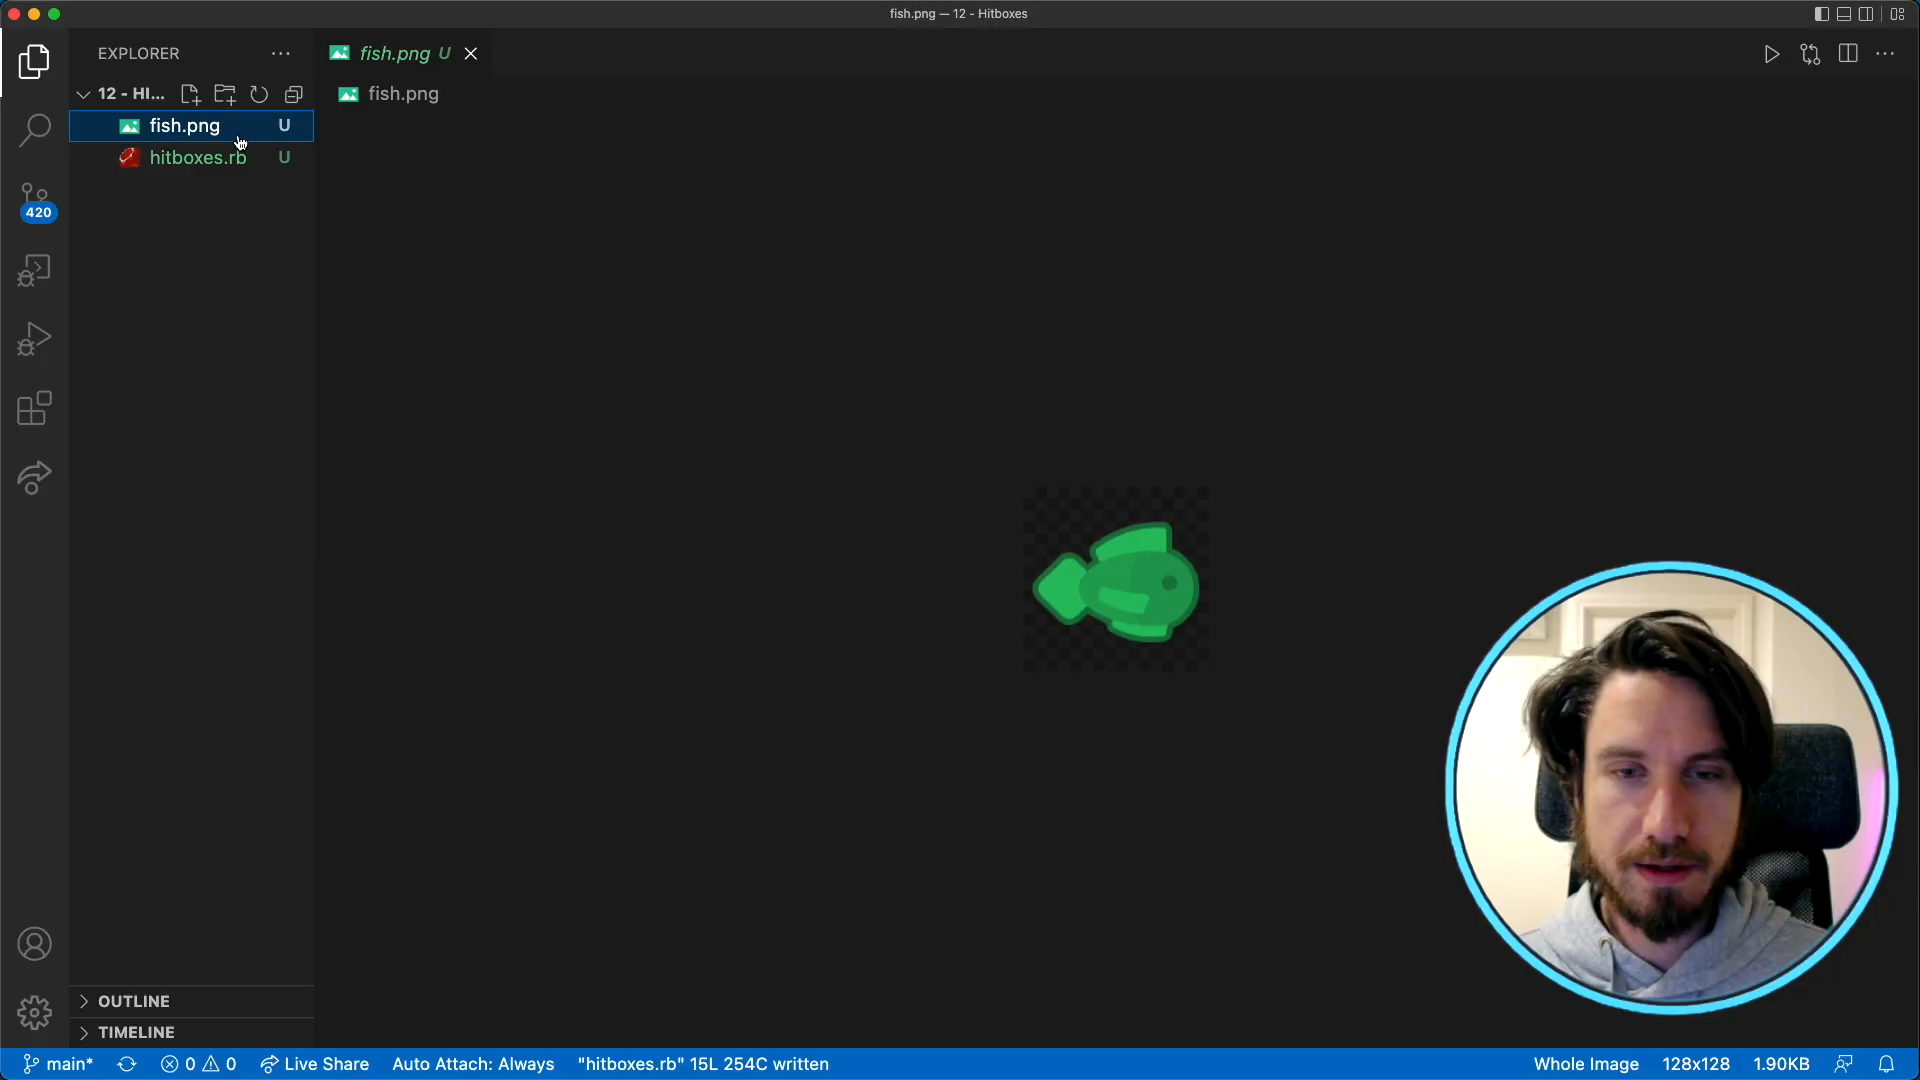 fish.png — 12 - Hitboxes
EXPLORER
fish.png U
12 - HI...
fish.png
fish.png U
hitboxes.rb U
420
OUTLINE
TIMELINE
main* 0 0 Live Share Auto Attach: Always "hitboxes.rb" 15L 254C written Whole Image 128x128 1.90KB